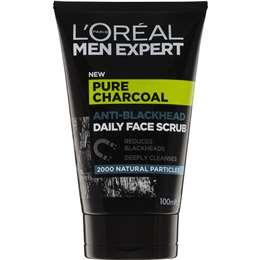 L'ORÉAL
PARIS
MEN EXPERT
NEW
PURE
CHARCOAL
ANTI-BLACKHEAD
DAILY FACE SCRUB
REDUCES
BLACKHEADS
DEEPLY CLEANSES
2000 NATURAL PARTICLES
100ml